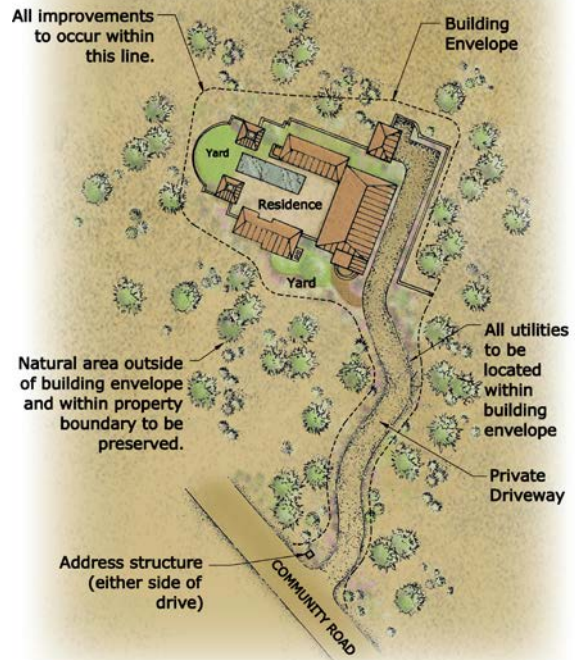 All improvements
to occur within
this line.
Building
Envelope
Yard
Residence
Yard
Natural area outside
of building envelope
and within property
boundary to be
preserved.
All utilities
to be
located
within
building
envelope
Private
Driveway
Address structure
(either side of
drive)
COMMUNITY ROAD